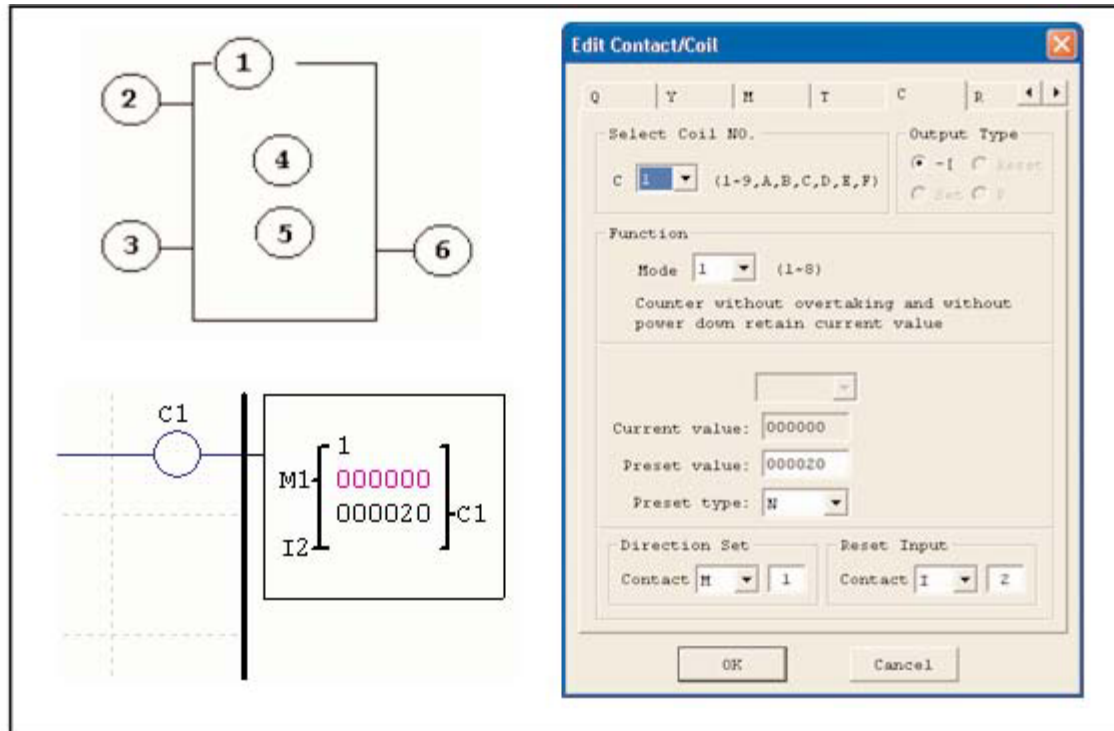 1
2
4
5
3
6
C1
1
M1
000000
000020
C1
I2
Edit Contact/Coil
Q Y M T C R
Select Coil NO.
C 1 (1~9,A,B,C,D,E,F)
Output Type
-[ Reset
Set P
Function
Mode 1 (1~8)
Counter without overtaking and without
power down retain current value
Current value: 000000
Preset value: 000020
Preset type: N
Direction Set
Contact M 1
Reset Input
Contact I 2
OK Cancel